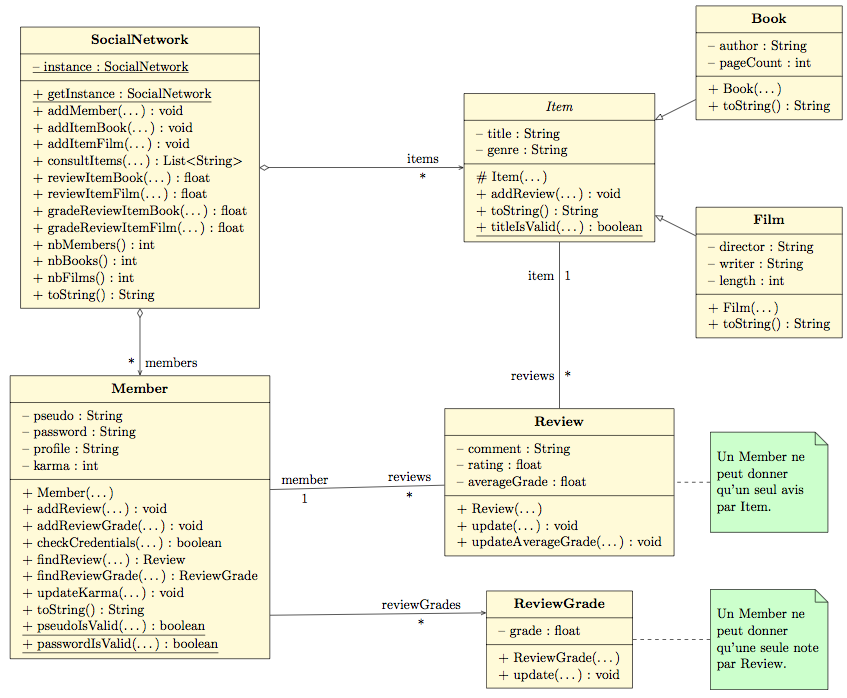 SocialNetwork
– instance : SocialNetwork
+ getInstance : SocialNetwork
+ addMember(...) : void
+ addItemBook(...) : void
+ addItemFilm(...) : void
+ consultItems(...) : List<String>
+ reviewItemBook(...) : float
+ reviewItemFilm(...) : float
+ gradeReviewItemBook(...) : float
+ gradeReviewItemFilm(...) : float
+ nbMembers() : int
+ nbBooks() : int
+ nbFilms() : int
+ toString() : String
items
*
Item
– title : String
– genre : String
# Item(...)
+ addReview(...) : void
+ toString() : String
+ titleIsValid(...) : boolean
Book
– author : String
– pageCount : int
+ Book(...)
+ toString() : String
Film
– director : String
– writer : String
– length : int
+ Film(...)
+ toString() : String
item 1
reviews *
* members
Member
– pseudo : String
– password : String
– profile : String
– karma : int
+ Member(...)
+ addReview(...) : void
+ addReviewGrade(...) : void
+ checkCredentials(...) : boolean
+ findReview(...) : Review
+ findReviewGrade(...) : ReviewGrade
+ updateKarma(...) : void
+ toString() : String
+ pseudoIsValid(...) : boolean
+ passwordIsValid(...) : boolean
member
1
reviews
*
Review
– comment : String
– rating : float
– averageGrade : float
+ Review(...)
+ update(...) : void
+ updateAverageGrade(...) : void
Un Member ne
peut donner
qu'un seul avis
par Item.
reviewGrades
*
ReviewGrade
– grade : float
+ ReviewGrade(...)
+ update(...) : void
Un Member ne
peut donner
qu'une seule note
par Review.